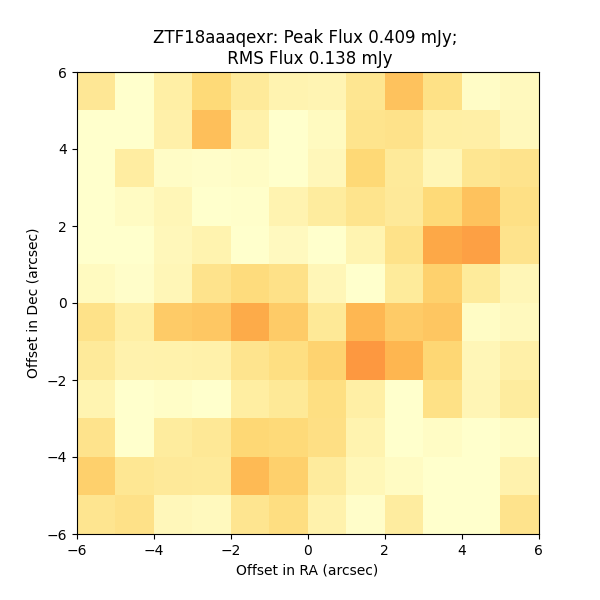 ZTF18aaaqexr: Peak Flux 0.409 mJy;
RMS Flux 0.138 mJy
6
4
2
0
−2
−4
−6
Offset in Dec (arcsec)
−6 −4 −2 0 2 4 6
Offset in RA (arcsec)